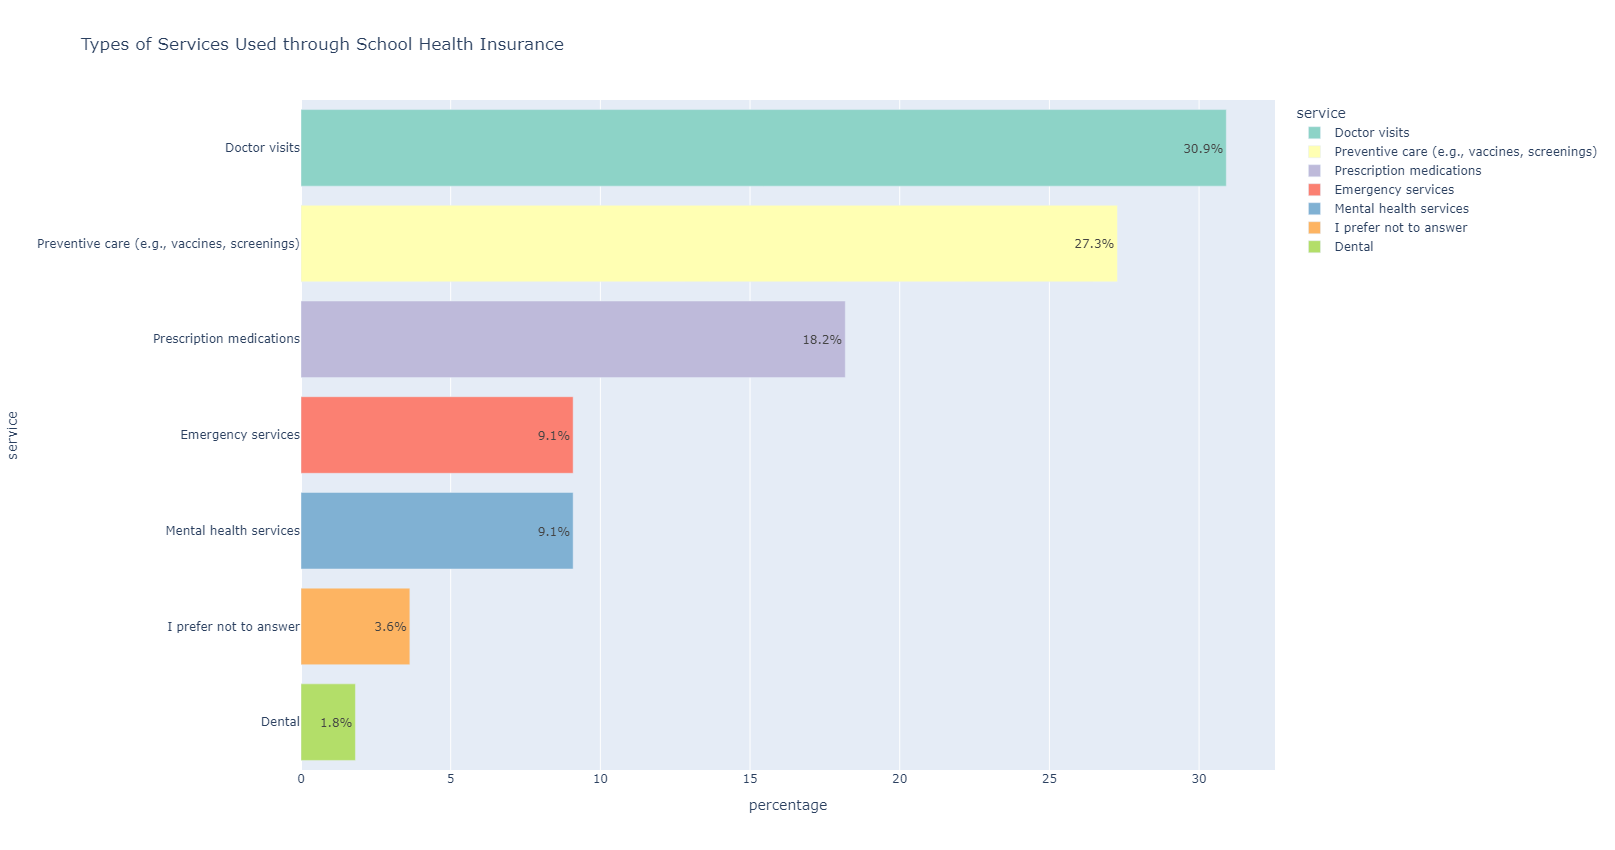 Types of Services Used through School Health Insurance
service
Doctor visits
30.9%
Preventive care (e.g., vaccines, screenings)
27.3%
Prescription medications
18.2%
Emergency services
9.1%
Mental health services
9.1%
I prefer not to answer
3.6%
Dental
1.8%
0 5 10 15 20 25 30
percentage
service
Doctor visits
Preventive care (e.g., vaccines, screenings)
Prescription medications
Emergency services
Mental health services
I prefer not to answer
Dental